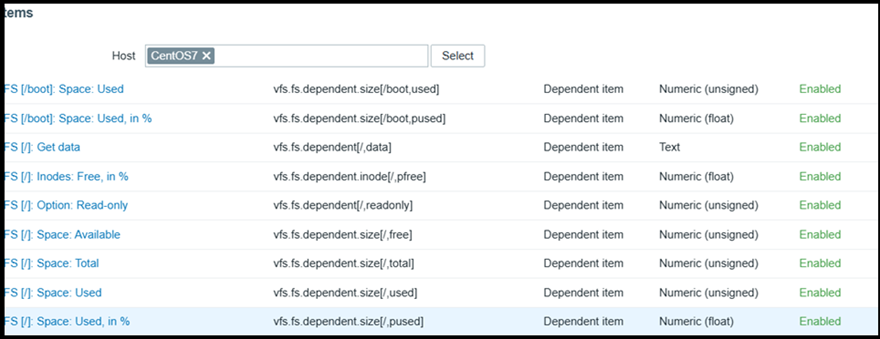 tems
Host CentOS7 Select
FS [/boot]: Space: Used vfs.fs.dependent.size[/boot,used] Dependent item Numeric (unsigned) Enabled
FS [/boot]: Space: Used, in % vfs.fs.dependent.size[/boot,pused] Dependent item Numeric (float) Enabled
FS [/]: Get data vfs.fs.dependent[/,data] Dependent item Text Enabled
FS [/]: Inodes: Free, in % vfs.fs.dependent.inode[/,pfree] Dependent item Numeric (float) Enabled
FS [/]: Option: Read-only vfs.fs.dependent[/,readonly] Dependent item Numeric (unsigned) Enabled
FS [/]: Space: Available vfs.fs.dependent.size[/,free] Dependent item Numeric (unsigned) Enabled
FS [/]: Space: Total vfs.fs.dependent.size[/,total] Dependent item Numeric (unsigned) Enabled
FS [/]: Space: Used vfs.fs.dependent.size[/,used] Dependent item Numeric (unsigned) Enabled
FS [/]: Space: Used, in % vfs.fs.dependent.size[/,pused] Dependent item Numeric (float) Enabled